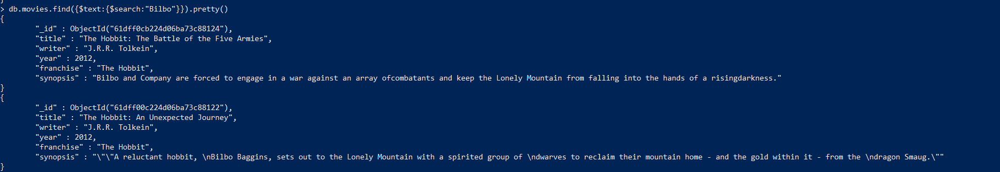 }
> db.movies.find({$text:{$search:"Bilbo"}}).pretty()
{
        "_id" : ObjectId("61dff0cb224d06ba73c88124"),
        "title" : "The Hobbit: The Battle of the Five Armies",
        "writer" : "J.R.R. Tolkein",
        "year" : 2012,
        "franchise" : "The Hobbit",
        "synopsis" : "Bilbo and Company are forced to engage in a war against an array ofcombatants and keep the Lonely Mountain from falling into the hands of a risingdarkness."
}
{
        "_id" : ObjectId("61dff00c224d06ba73c88122"),
        "title" : "The Hobbit: An Unexpected Journey",
        "writer" : "J.R.R. Tolkein",
        "year" : 2012,
        "franchise" : "The Hobbit",
        "synopsis" : "\"\"A reluctant hobbit, \nBilbo Baggins, sets out to the Lonely Mountain with a spirited group of \ndwarves to reclaim their mountain home - and the gold within it - from the \ndragon Smaug.\""
}